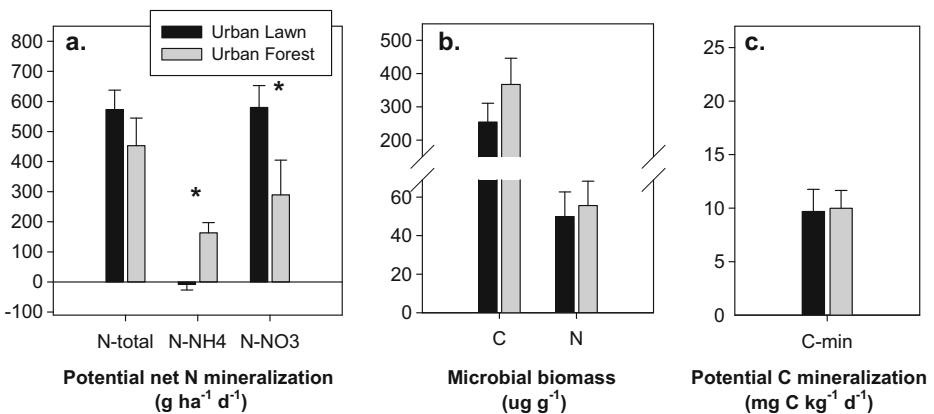 a.
Urban Lawn
Urban Forest
*
*
800
700
600
500
400
300
200
100
0
-100
N-total N-NH4 N-NO3
Potential net N mineralization
(g ha⁻¹ d⁻¹)
b.
500
400
300
200
60
40
20
0
C N
Microbial biomass
(ug g⁻¹)
c.
25
20
15
10
5
0
C-min
Potential C mineralization
(mg C kg⁻¹ d⁻¹)